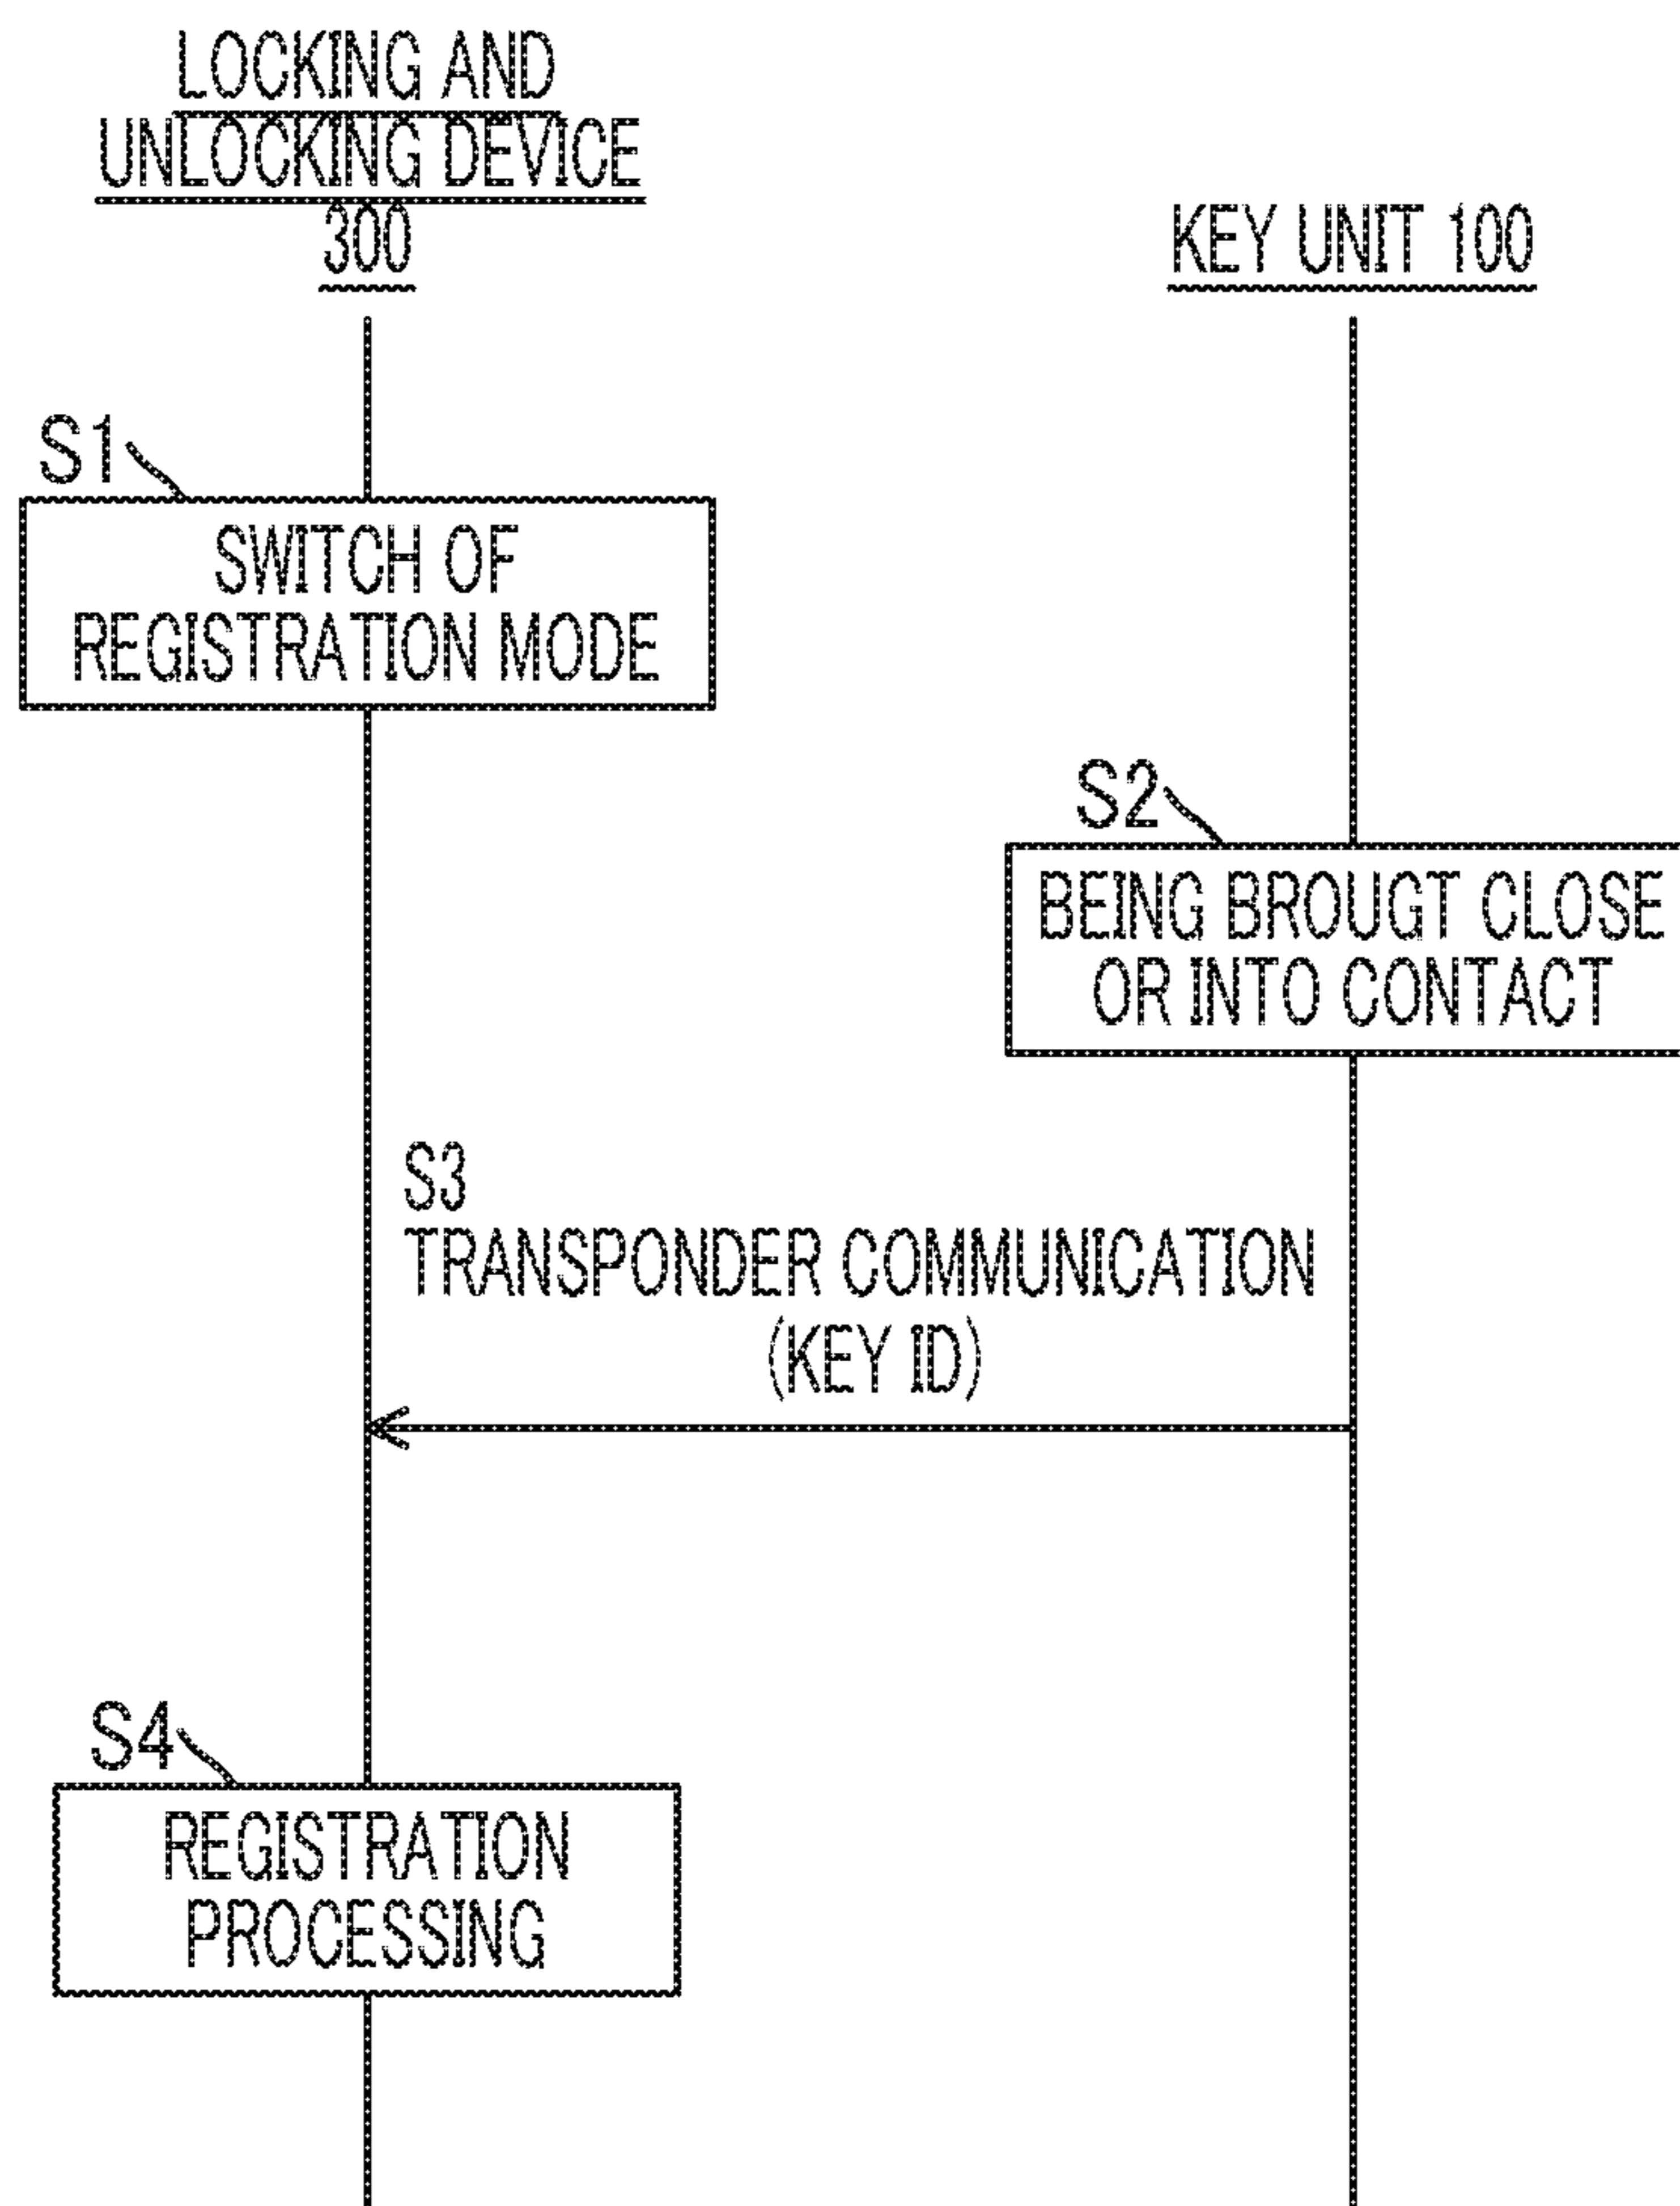 LOCKING AND
UNLOCKING DEVICE
300
KEY UNIT 100
S1
SWITCH OF
REGISTRATION MODE
S2
BEING BROUGT CLOSE
OR INTO CONTACT
S3
TRANSPONDER COMMUNICATION
(KEY ID)
S4
REGISTRATION
PROCESSING